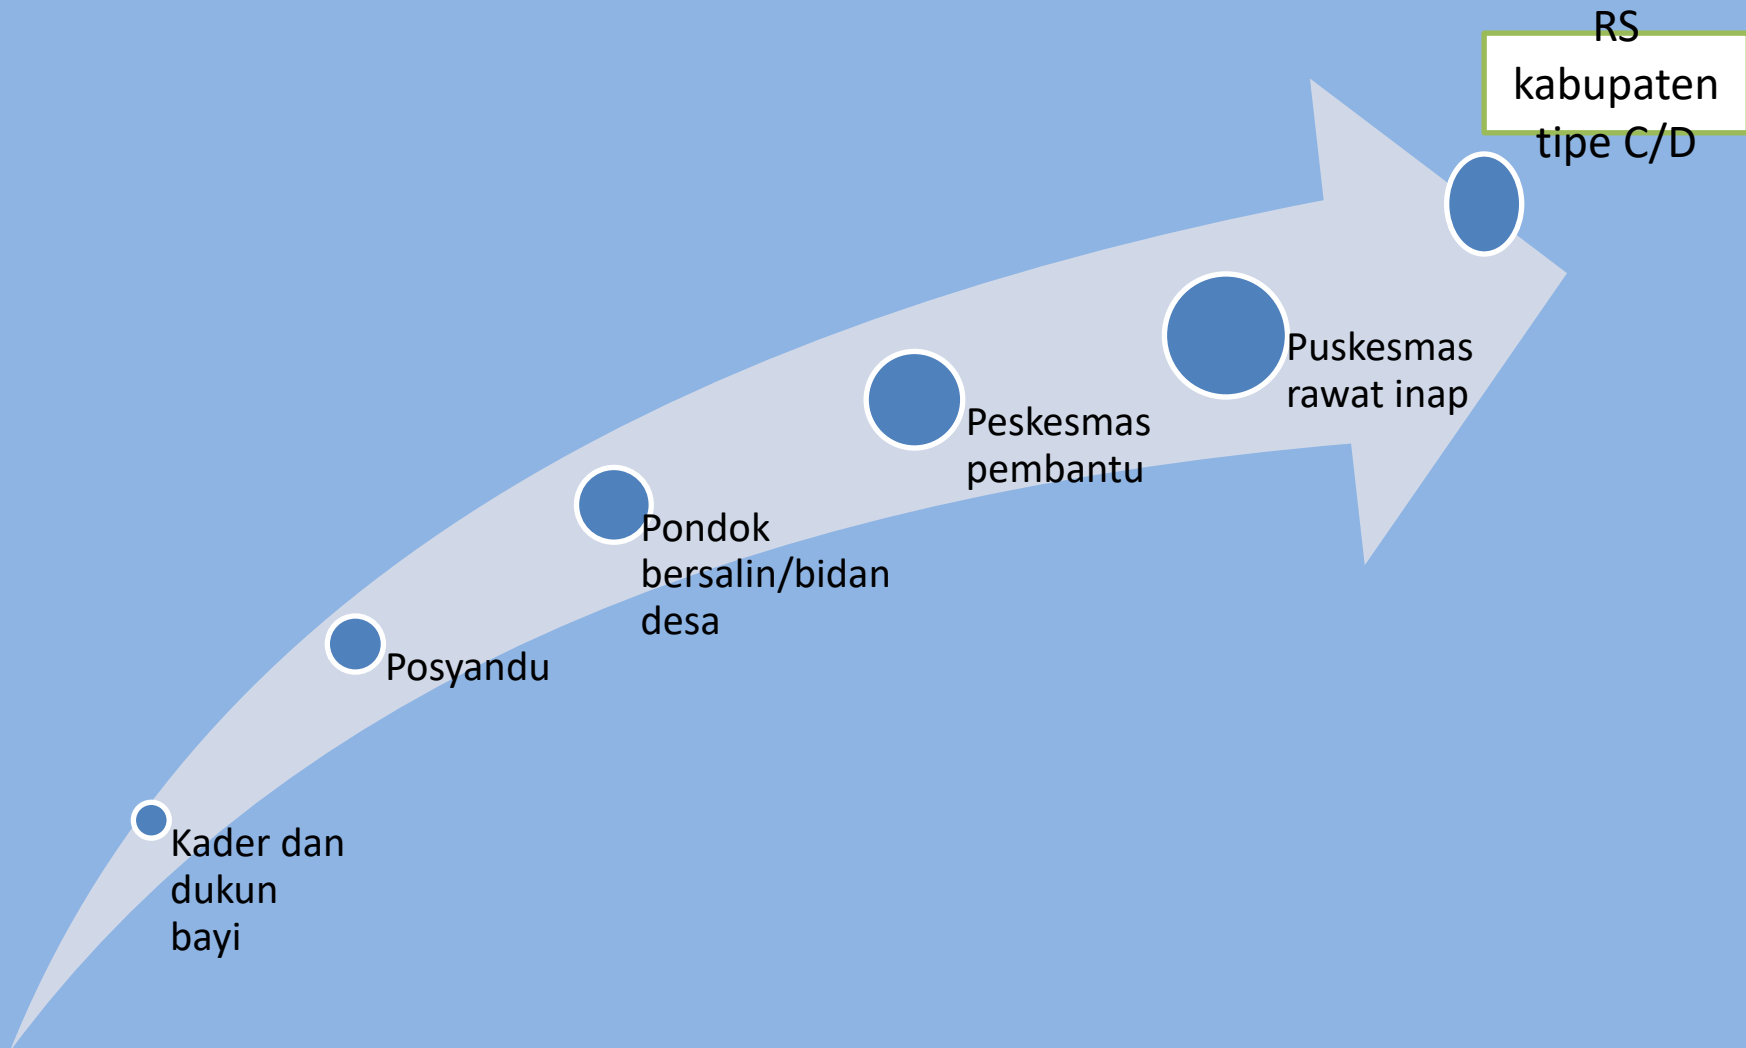 RS
kabupaten
tipe C/D
Puskesmas
rawat inap
Peskesmas
pembantu
Pondok
bersalin/bidan
desa
Posyandu
Kader dan
dukun
bayi